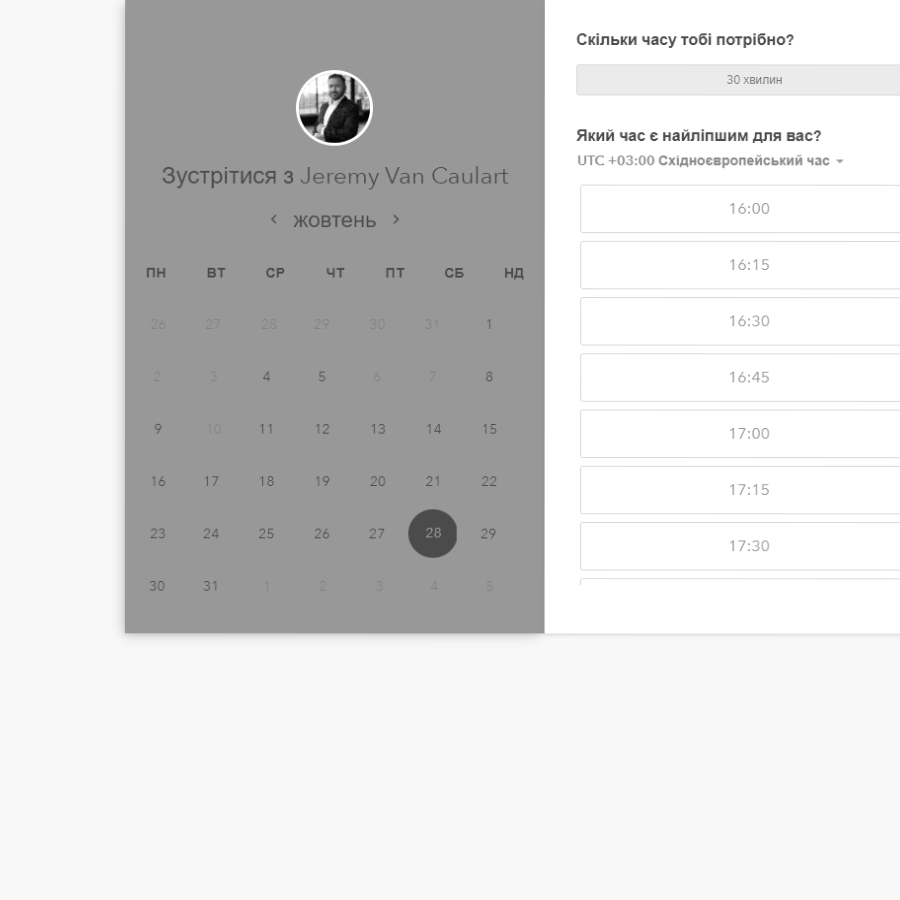 Зустрітися з Jeremy Van Caulart
жовтень
ПН ВТ СР ЧТ ПТ СБ НД
26 27 28 29 30 31 1
2 3 4 5 6 7 8
9 10 11 12 13 14 15
16 17 18 19 20 21 22
23 24 25 26 27 28 29
30 31 1 2 3 4 5
Скільки часу тобі потрібно?
30 хвилин
Який час є найліпшим для вас?
UTC +03:00 Східноєвропейський час
16:00
16:15
16:30
16:45
17:00
17:15
17:30